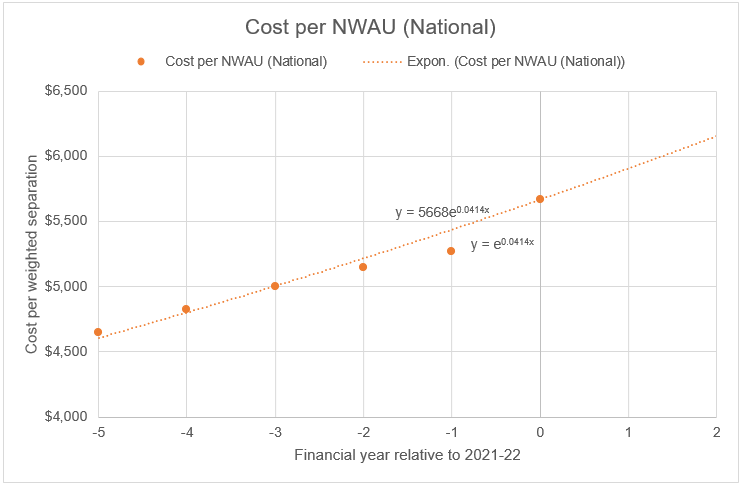 Cost per NWAU (National)
Cost per NWAU (National) Expon. (Cost per NWAU (National))
$6,500
$6,000
$5,500
$5,000
$4,500
$4,000
Cost per weighted separation
y = 5668e^0.0414x
y = e^0.0414x
-5 -4 -3 -2 -1 0 1 2
Financial year relative to 2021-22